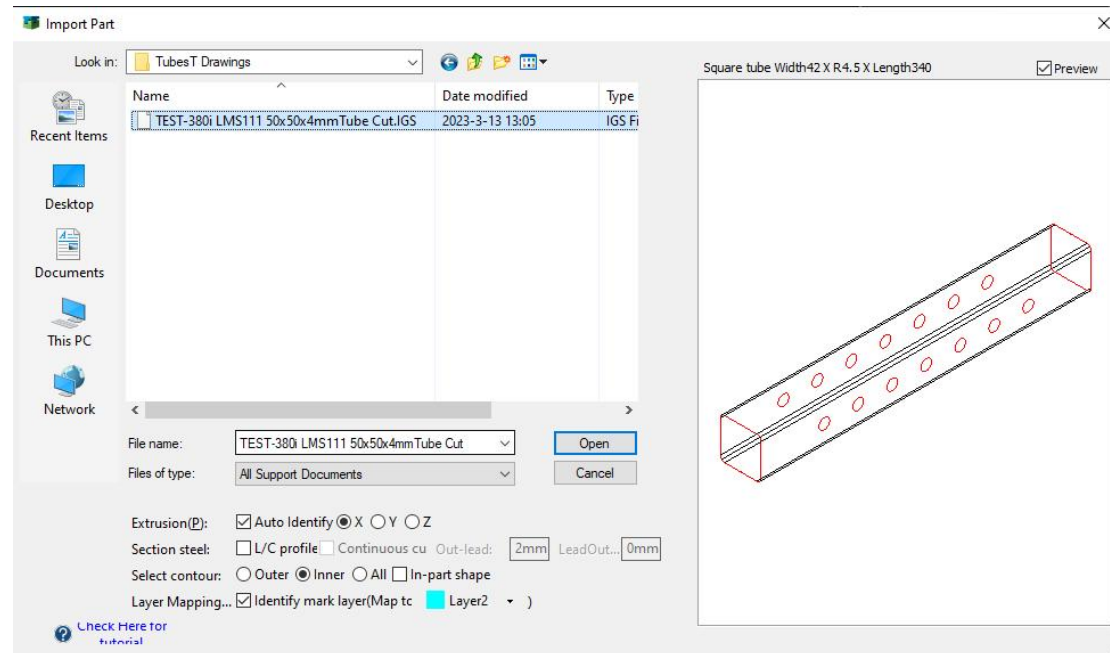 Import Part
Look in: TubesT Drawings
Square tube Width42 X R4.5 X Length340
Preview
Name Date modified Type
TEST-380i LMS111 50x50x4mmTube Cut.IGS 2023-3-13 13:05 IGS Fi
Recent Items
Desktop
Documents
This PC
Network
File name: TEST-380i LMS111 50x50x4mmTube Cut Open
Files of type: All Support Documents Cancel
Extrusion(P): Auto Identify X Y Z
Section steel: L/C profile Continuous cu Out-lead: 2mm LeadOut... 0mm
Select contour: Outer Inner All In-part shape
Layer Mapping... Identify mark layer(Map tc Layer2 )
Check Here for
tutorial